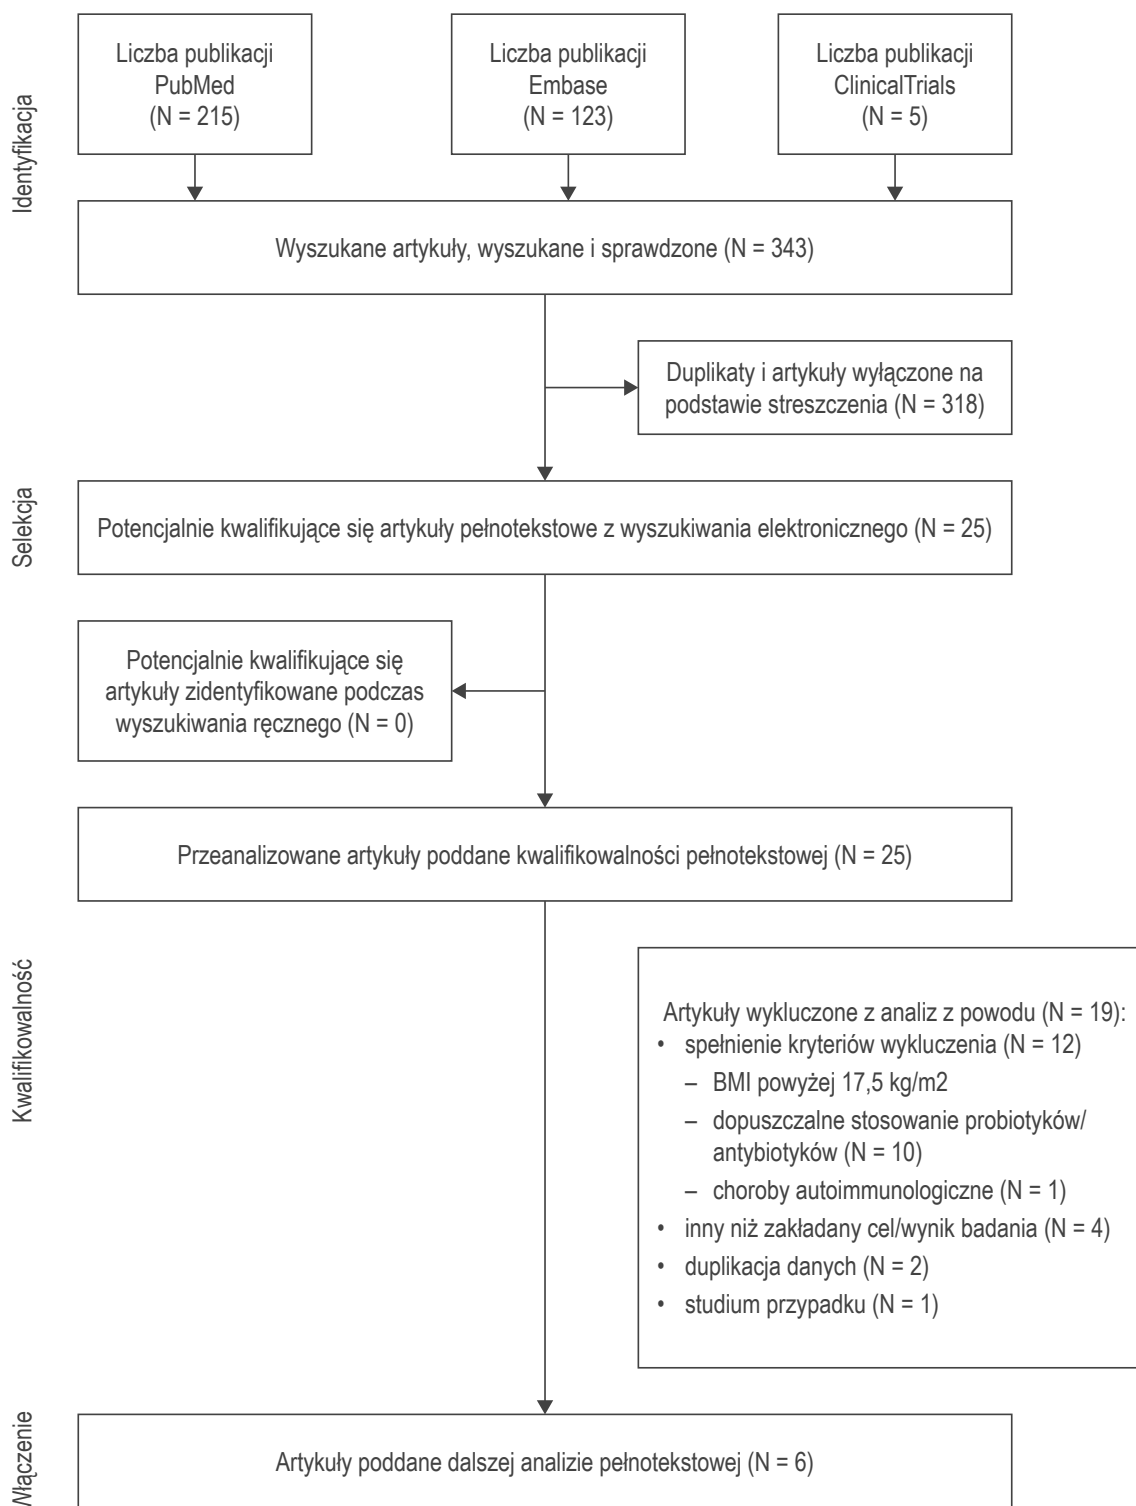 Identyfikacja
Liczba publikacji
PubMed
(N = 215)
Liczba publikacji
Embase
(N = 123)
Liczba publikacji
ClinicalTrials
(N = 5)
Wyszukane artykuły, wyszukane i sprawdzone (N = 343)
Duplikaty i artykuły wyłączone na
podstawie streszczenia (N = 318)
Selekcja
Potencjalnie kwalifikujące się artykuły pełnotekstowe z wyszukiwania elektronicznego (N = 25)
Potencjalnie kwalifikujące się
artykuły zidentyfikowane podczas
wyszukiwania ręcznego (N = 0)
Przeanalizowane artykuły poddane kwalifikowalności pełnotekstowej (N = 25)
Kwalifikowalność
Artykuły wykluczone z analiz z powodu (N = 19):
• spełnienie kryteriów wykluczenia (N = 12)
– BMI powyżej 17,5 kg/m2
– dopuszczalne stosowanie probiotyków/
antybiotyków (N = 10)
– choroby autoimmunologiczne (N = 1)
• inny niż zakładany cel/wynik badania (N = 4)
• duplikacja danych (N = 2)
• studium przypadku (N = 1)
Włączenie
Artykuły poddane dalszej analizie pełnotekstowej (N = 6)